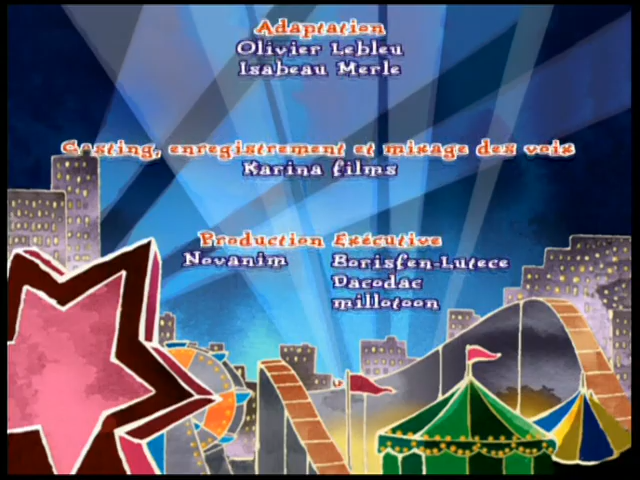 Adaptation
Olivier Lebleu
Isabeau Merle
Casting, enregistrement et mixage des voix
Karina films
Production Exécutive
Novanim
Borisfen-Lutece
Dacodac
millotoon